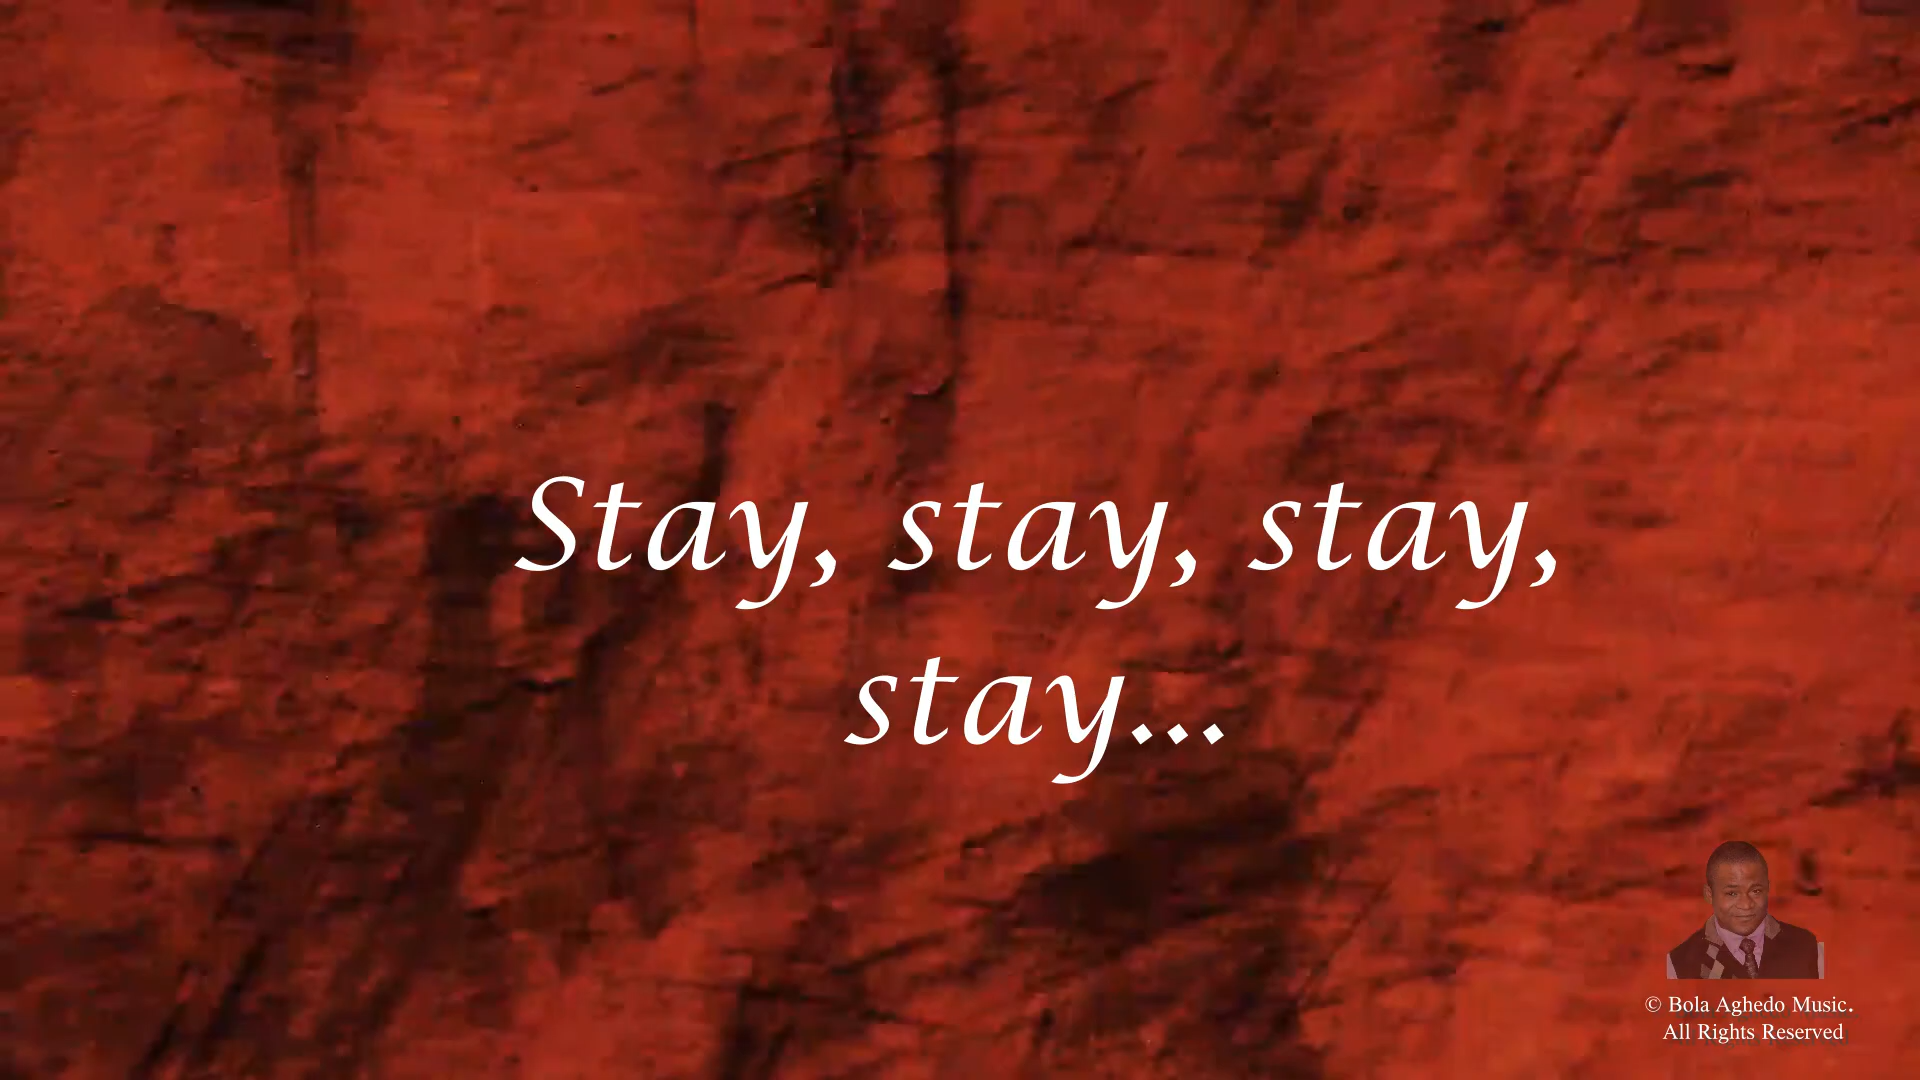 Stay, stay, stay,
stay...
© Bola Aghedo Music.
All Rights Reserved